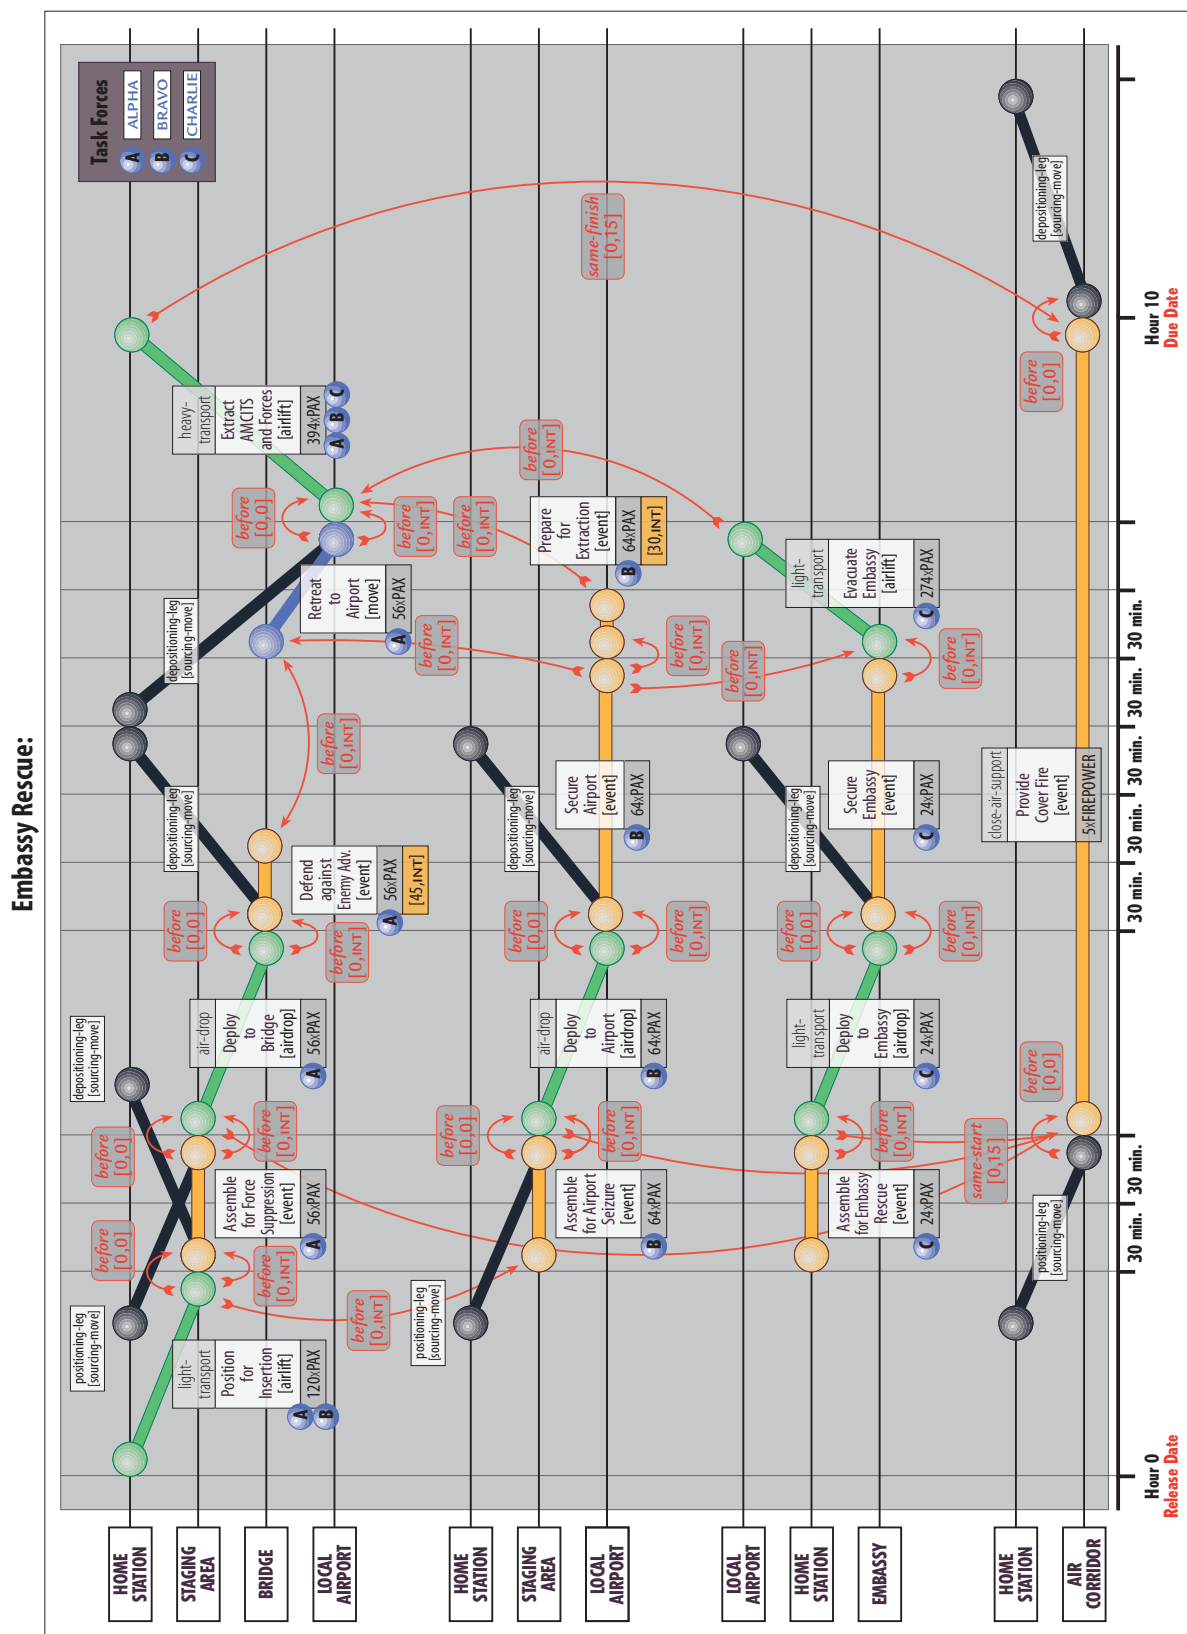 Embassy Rescue:
Task Forces
A ALPHA
B BRAVO
C CHARLIE
HOME
STATION
STAGING
AREA
BRIDGE
LOCAL
AIRPORT
HOME
STATION
STAGING
AREA
LOCAL
AIRPORT
LOCAL
AIRPORT
HOME
STATION
EMBASSY
HOME
STATION
AIR
CORRIDOR
positioning-leg
[sourcing-move]
depositioning-leg
[sourcing-move]
light-
transport
Position
for
Insertion
[airlift]
120xPAX
A
B
before
[0,0]
before
[0,INT]
before
[0,INT]
Assemble
for Force
Suppression
[event]
56xPAX
A
before
[0,0]
before
[0,INT]
air-drop
Deploy
to
Bridge
[airdrop]
56xPAX
A
before
[0,0]
before
[0,INT]
Defend
against
Enemy Adv.
[event]
56xPAX
[45,INT]
A
depositioning-leg
[sourcing-move]
before
[0,INT]
depositioning-leg
[sourcing-move]
Retreat
to
Airport
[move]
56xPAX
A
before
[0,INT]
before
[0,0]
before
[0,INT]
before
[0,INT]
heavy-
transport
Extract
AMCITS
and Forces
[airlift]
394xPAX
A
B
C
before
[0,INT]
same-finish
[0,15]
positioning-leg
[sourcing-move]
Assemble
for Airport
Seizure
[event]
64xPAX
B
before
[0,0]
before
[0,INT]
air-drop
Deploy
to
Airport
[airdrop]
64xPAX
B
before
[0,0]
before
[0,INT]
depositioning-leg
[sourcing-move]
Secure
Airport
[event]
64xPAX
B
before
[0,INT]
Prepare
for
Extraction
[event]
64xPAX
[30,INT]
B
before
[0,INT]
Assemble
for Embassy
Rescue
[event]
24xPAX
C
before
[0,INT]
light-
transport
Deploy
to
Embassy
[airdrop]
24xPAX
C
before
[0,0]
before
[0,INT]
depositioning-leg
[sourcing-move]
Secure
Embassy
[event]
24xPAX
C
before
[0,INT]
light-
transport
Evacuate
Embassy
[airlift]
274xPAX
C
positioning-leg
[sourcing-move]
same-start
[0,15]
before
[0,0]
close-air-support
Provide
Cover Fire
[event]
5xFIREPOWER
before
[0,0]
depositioning-leg
[sourcing-move]
Hour 0
Release Date
30 min.
30 min.
30 min.
30 min.
30 min.
30 min.
30 min.
Hour 10
Due Date